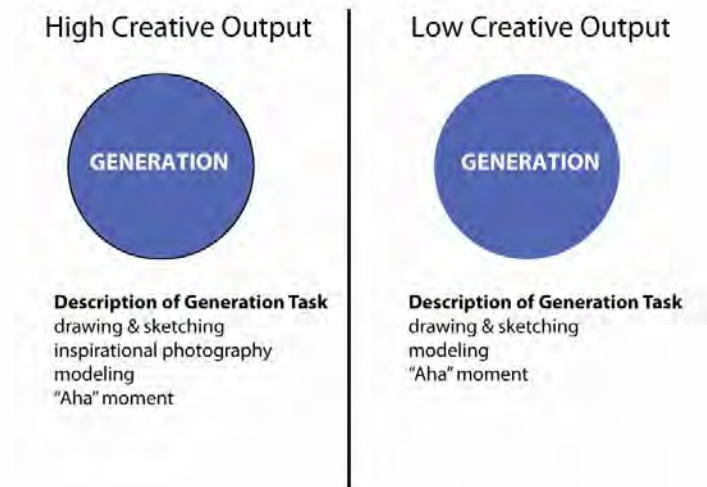 High Creative Output
GENERATION
Description of Generation Task
drawing & sketching
inspirational photography
modeling
"Aha" moment
Low Creative Output
GENERATION
Description of Generation Task
drawing & sketching
modeling
"Aha" moment